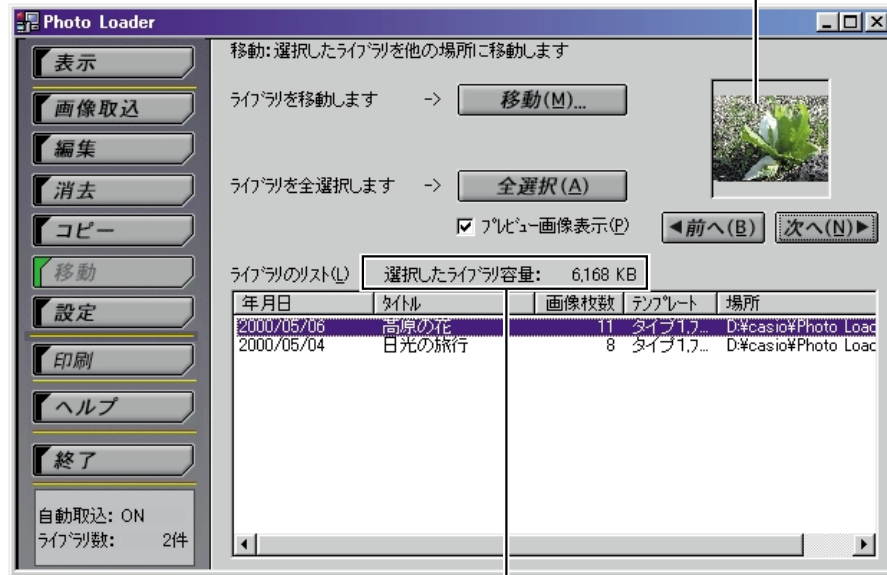 Photo Loader
表示
画像取込
編集
消去
コピー
移動
設定
印刷
ヘルプ
終了
自動取込: ON
ﾗｲﾌﾞﾗﾘ数: 2件
移動:選択したﾗｲﾌﾞﾗﾘを他の場所に移動します
ﾗｲﾌﾞﾗﾘを移動します -> 移動(M)...
ﾗｲﾌﾞﾗﾘを全選択します -> 全選択(A)
ﾌﾟﾚﾋﾞｭｰ画像表示(P) ◀前へ(B) 次へ(N)▶
ﾗｲﾌﾞﾗﾘのﾘｽﾄ(L) 選択したﾗｲﾌﾞﾗﾘ容量: 6,168 KB
年月日 ﾀｲﾄﾙ 画像枚数 ﾃﾝﾌﾟﾚｰﾄ 場所
2000/05/06 高原の花 11 タイプ1,フ... D:¥casio¥Photo Load
2000/05/04 日光の旅行 8 タイプ1,フ... D:¥casio¥Photo Load